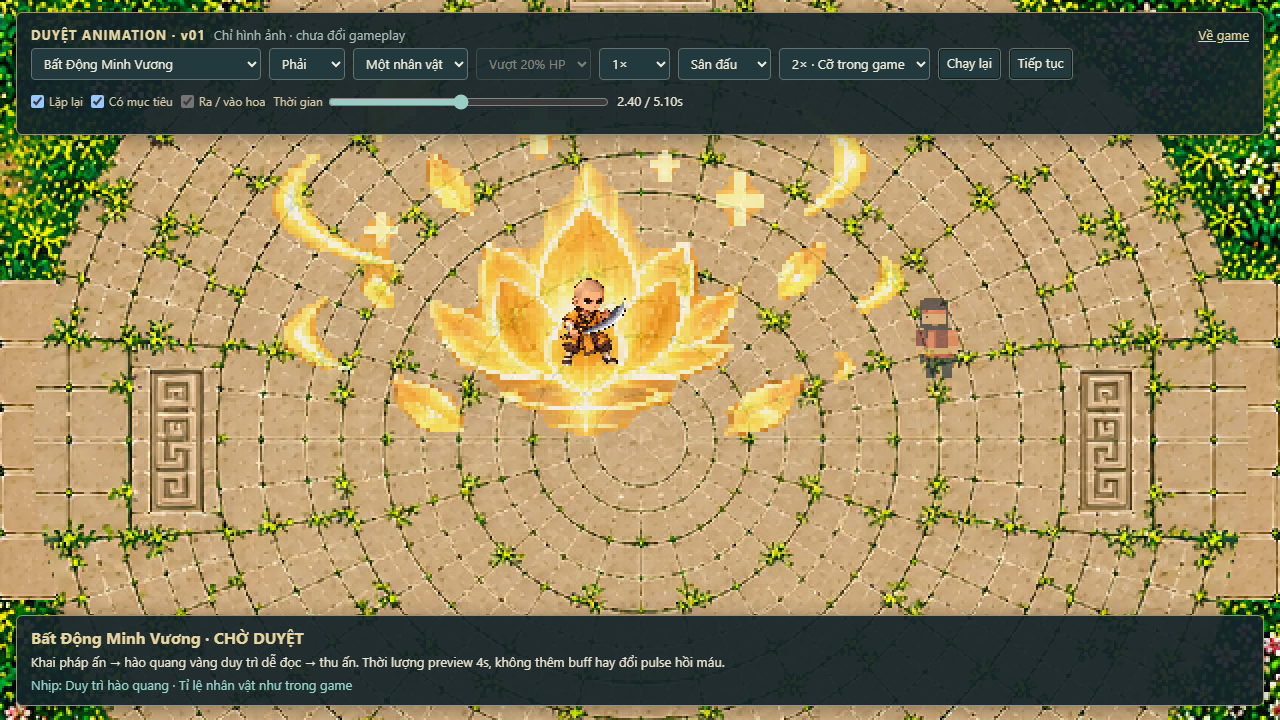 DUYỆT ANIMATION · v01 Chỉ hình ảnh · chưa đổi gameplay Về game
Bất Động Minh Vương Phải Một nhân vật Vượt 20% HP 1× Sân đấu 2× · Cỡ trong game Chạy lại Tiếp tục
Lặp lại Có mục tiêu Ra / vào hoa Thời gian 2.40 / 5.10s
Bất Động Minh Vương · CHỜ DUYỆT
Khai pháp ấn → hào quang vàng duy trì dễ đọc → thu ấn. Thời lượng preview 4s, không thêm buff hay đổi pulse hồi máu.
Nhịp: Duy trì hào quang · Tỉ lệ nhân vật như trong game